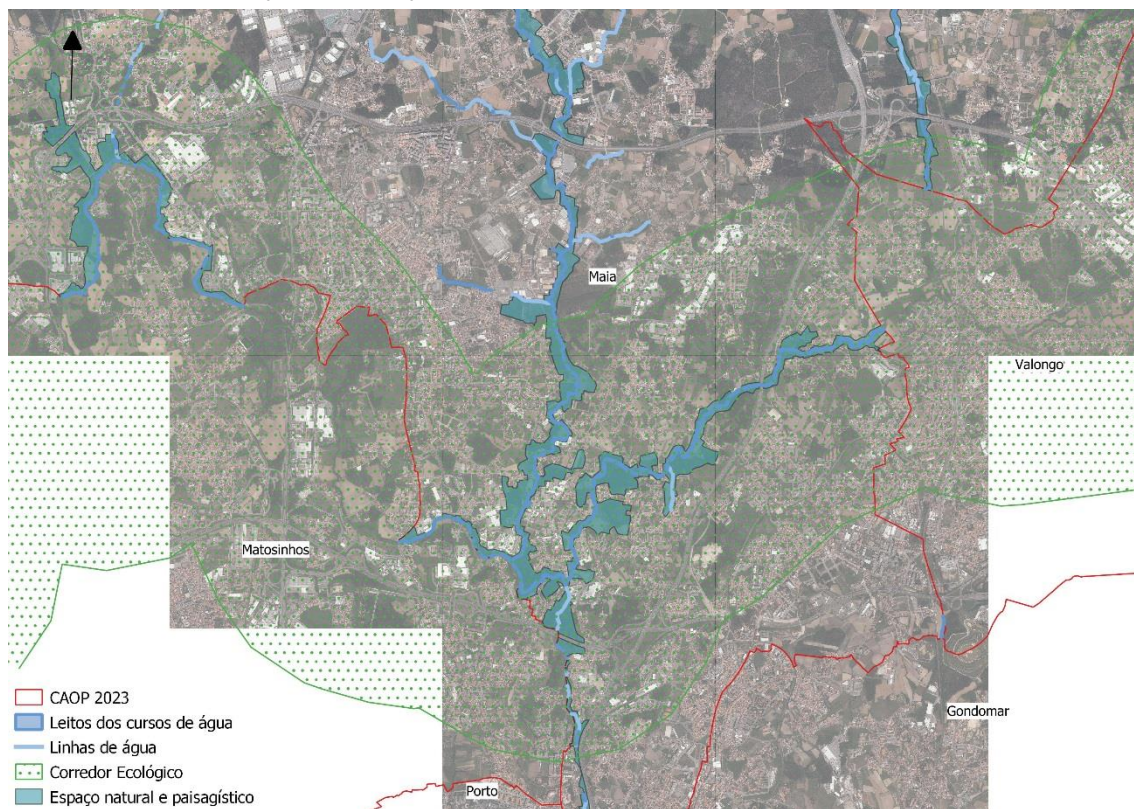 Maia
Valongo
Matosinhos
Gondomar
Porto
CAOP 2023
Leitos dos cursos de água
Linhas de água
Corredor Ecológico
Espaço natural e paisagístico